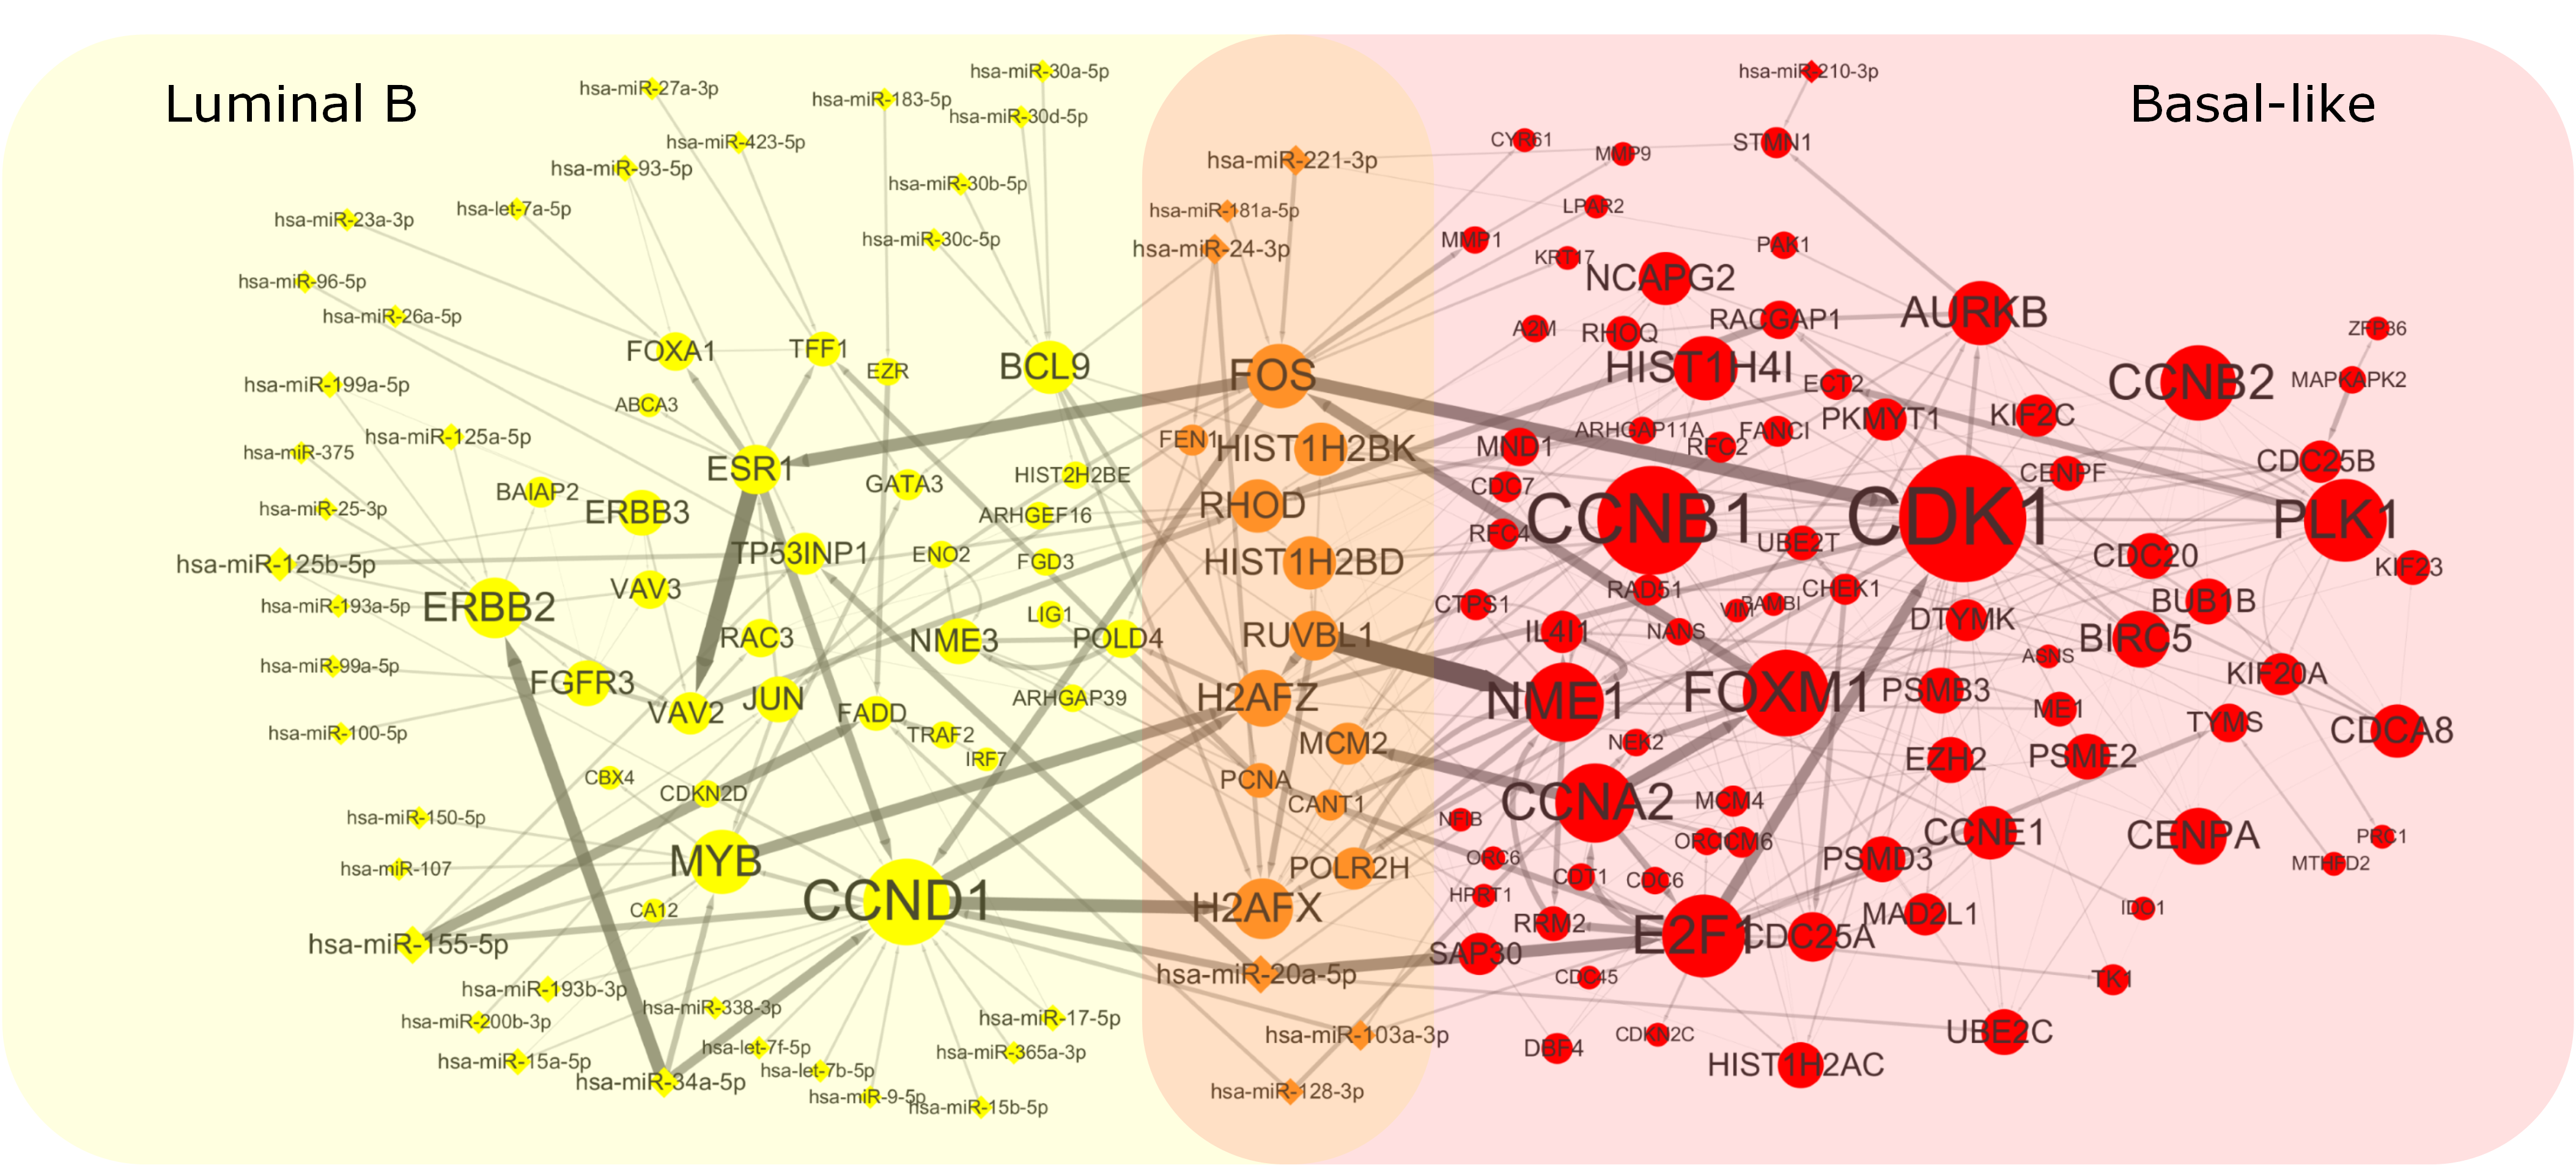 Luminal B
Basal-like
hsa-miR-30a-5p
hsa-miR-27a-3p
hsa-miR-183-5p
hsa-miR-30d-5p
hsa-miR-423-5p
hsa-miR-93-5p
hsa-miR-30b-5p
hsa-let-7a-5p
hsa-miR-23a-3p
hsa-miR-30c-5p
hsa-miR-96-5p
hsa-miR-26a-5p
FOXA1
TFF1
EZR
BCL9
hsa-miR-199a-5p
ABCA3
hsa-miR-125a-5p
hsa-miR-375
ESR1
HIST2H2BE
GATA3
BAIAP2
hsa-miR-25-3p
ERBB3
ARHGEF16
TP53INP1
ENO2
FGD3
hsa-miR-125b-5p
VAV3
hsa-miR-193a-5p
ERBB2
LIG1
RAC3
NME3
POLD4
hsa-miR-99a-5p
FGFR3
VAV2
JUN
FADD
ARHGAP39
hsa-miR-100-5p
TRAF2
IRF7
CBX4
CDKN2D
hsa-miR-150-5p
hsa-miR-107
MYB
CCND1
CA12
hsa-miR-155-5p
hsa-miR-193b-3p
hsa-miR-338-3p
hsa-miR-200b-3p
hsa-miR-17-5p
hsa-let-7f-5p
hsa-miR-365a-3p
hsa-miR-15a-5p
hsa-let-7b-5p
hsa-miR-34a-5p
hsa-miR-9-5p
hsa-miR-15b-5p
hsa-miR-221-3p
hsa-miR-181a-5p
hsa-miR-24-3p
FOS
FEN1
HIST1H2BK
RHOD
HIST1H2BD
RUVBL1
H2AFZ
MCM2
PCNA
CANT1
POLR2H
H2AFX
hsa-miR-20a-5p
hsa-miR-103a-3p
hsa-miR-128-3p
hsa-miR-210-3p
CYR61
MMP9
STMN1
LPAR2
MMP1
KRT17
PAK1
NCAPG2
A2M
RHOQ
RACGAP1
AURKB
ZFP36
HIST1H4I
ECT2
CCNB2
MAPKAPK2
PKMYT1
KIF2C
ARHGAP11A
FANCI
MND1
RFC2
CDC25B
CENPF
CDC7
CCNB1
CDK1
PLK1
RFC4
UBE2T
CDC20
KIF23
RAD51
CHEK1
CTPS1
VIM
BAMBI
BUB1B
DTYMK
IL4I1
NANS
BIRC5
ASNS
KIF20A
NME1
FOXM1
PSMB3
ME1
TYMS
CDCA8
NEK2
EZH2
PSME2
CCNA2
MCM4
NFIB
CCNE1
CENPA
PRC1
MCM6
ORC6
PSMD3
MTHFD2
CDT1
CDC6
HPRT1
IDO1
RRM2
MAD2L1
E2F1
CDC25A
SAP30
CDC45
TK1
CDKN2C
UBE2C
DBF4
HIST1H2AC